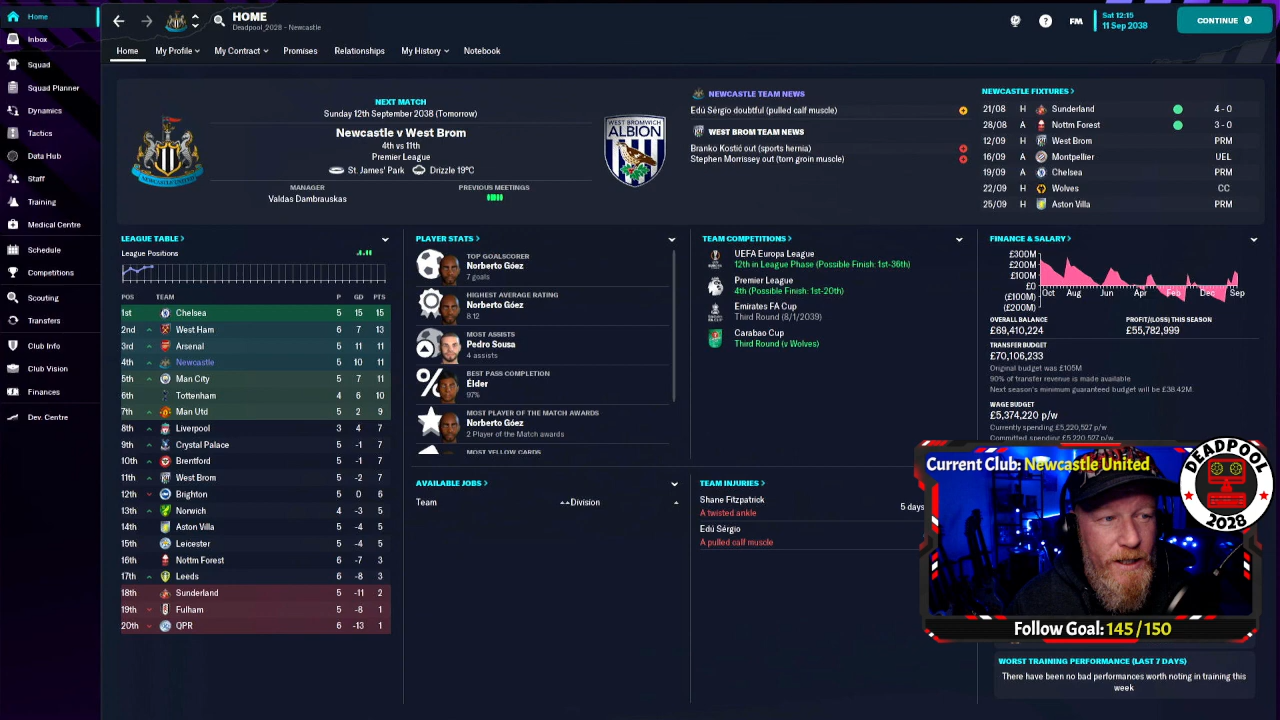 Home
HOME
Deadpool_2028 - Newcastle
FM
Sat 12:15
11 Sep 2038
CONTINUE
Inbox
Squad
Squad Planner
Dynamics
Tactics
Data Hub
Staff
Training
Medical Centre
Schedule
Competitions
Scouting
Transfers
Club Info
Club Vision
Finances
Dev. Centre
Home
My Profile
My Contract
Promises
Relationships
My History
Notebook
NEXT MATCH
Sunday 12th September 2038 (Tomorrow)
Newcastle v West Brom
4th vs 11th
Premier League
St. James' Park
Drizzle 19ºC
MANAGER
Valdas Dambrauskas
PREVIOUS MEETINGS
WEST BROMWICH
ALBION
NEWCASTLE TEAM NEWS
Edú Sérgio doubtful (pulled calf muscle)
WEST BROM TEAM NEWS
Branko Kostić out (sports hernia)
Stephen Morrissey out (torn groin muscle)
NEWCASTLE FIXTURES
21/08 H Sunderland 4 - 0
28/08 A Nottm Forest 3 - 0
12/09 H West Brom PRM
16/09 A Montpellier UEL
19/09 A Chelsea PRM
22/09 H Wolves CC
25/09 H Aston Villa PRM
LEAGUE TABLE
League Positions
POS TEAM P GD PTS
1st Chelsea 5 15 15
2nd West Ham 6 7 13
3rd Arsenal 5 11 11
4th Newcastle 5 10 11
5th Man City 5 7 11
6th Tottenham 4 6 10
7th Man Utd 5 2 9
8th Liverpool 3 4 7
9th Crystal Palace 5 -1 7
10th Brentford 6 -1 7
11th West Brom 5 -2 7
12th Brighton 5 0 6
13th Norwich 4 -3 5
14th Aston Villa 5 -4 5
15th Leicester 5 -4 5
16th Nottm Forest 6 -7 3
17th Leeds 6 -8 3
18th Sunderland 5 -11 2
19th Fulham 5 -8 1
20th QPR 6 -13 1
PLAYER STATS
TOP GOALSCORER
Norberto Góez
7 goals
HIGHEST AVERAGE RATING
Norberto Góez
8.12
MOST ASSISTS
Pedro Sousa
4 assists
BEST PASS COMPLETION
Élder
97%
MOST PLAYER OF THE MATCH AWARDS
Norberto Góez
2 Player of the Match awards
MOST YELLOW CARDS
TEAM COMPETITIONS
UEFA Europa League
12th in League Phase (Possible Finish: 1st-36th)
Premier League
4th (Possible Finish: 1st-20th)
Emirates FA Cup
Third Round (8/1/2039)
Carabao Cup
Third Round (v Wolves)
FINANCE & SALARY
£300M
£200M
£100M
£0
(£100M)
(£200M)
Oct Aug Jun Apr Feb Dec Sep
OVERALL BALANCE
£69,410,224
PROFIT/(LOSS) THIS SEASON
£55,782,999
TRANSFER BUDGET
£70,106,233
Original budget was £105M
90% of transfer revenue is made available
Next season's minimum guaranteed budget will be £38.42M.
WAGE BUDGET
£5,374,220 p/w
Currently spending £5,220,527 p/w
Committed spending £5,220,527 p/w
AVAILABLE JOBS
Team Division
TEAM INJURIES
Shane Fitzpatrick
A twisted ankle
5 days
Edú Sérgio
A pulled calf muscle
Current Club: Newcastle United
DEADPOOL
2028
Follow Goal: 145 / 150
WORST TRAINING PERFORMANCE (LAST 7 DAYS)
There have been no bad performances worth noting in training this
week